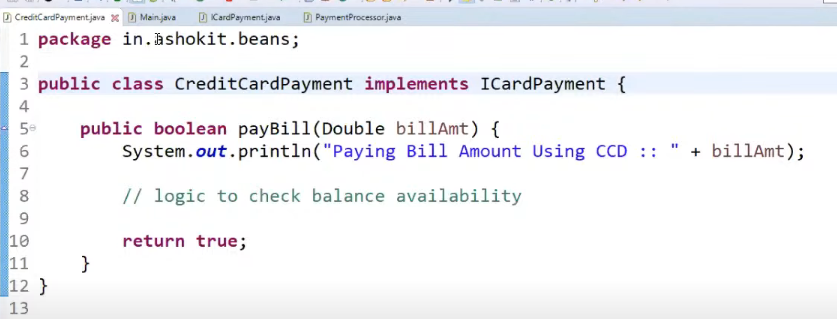 CreditCardPayment.java Main.java ICardPayment.java PaymentProcessor.java
1 package in.ashokit.beans;
2
3 public class CreditCardPayment implements ICardPayment {
4
5 public boolean payBill(Double billAmt) {
6 System.out.println("Paying Bill Amount Using CCD :: " + billAmt);
7
8 // logic to check balance availability
9
10 return true;
11 }
12 }
13